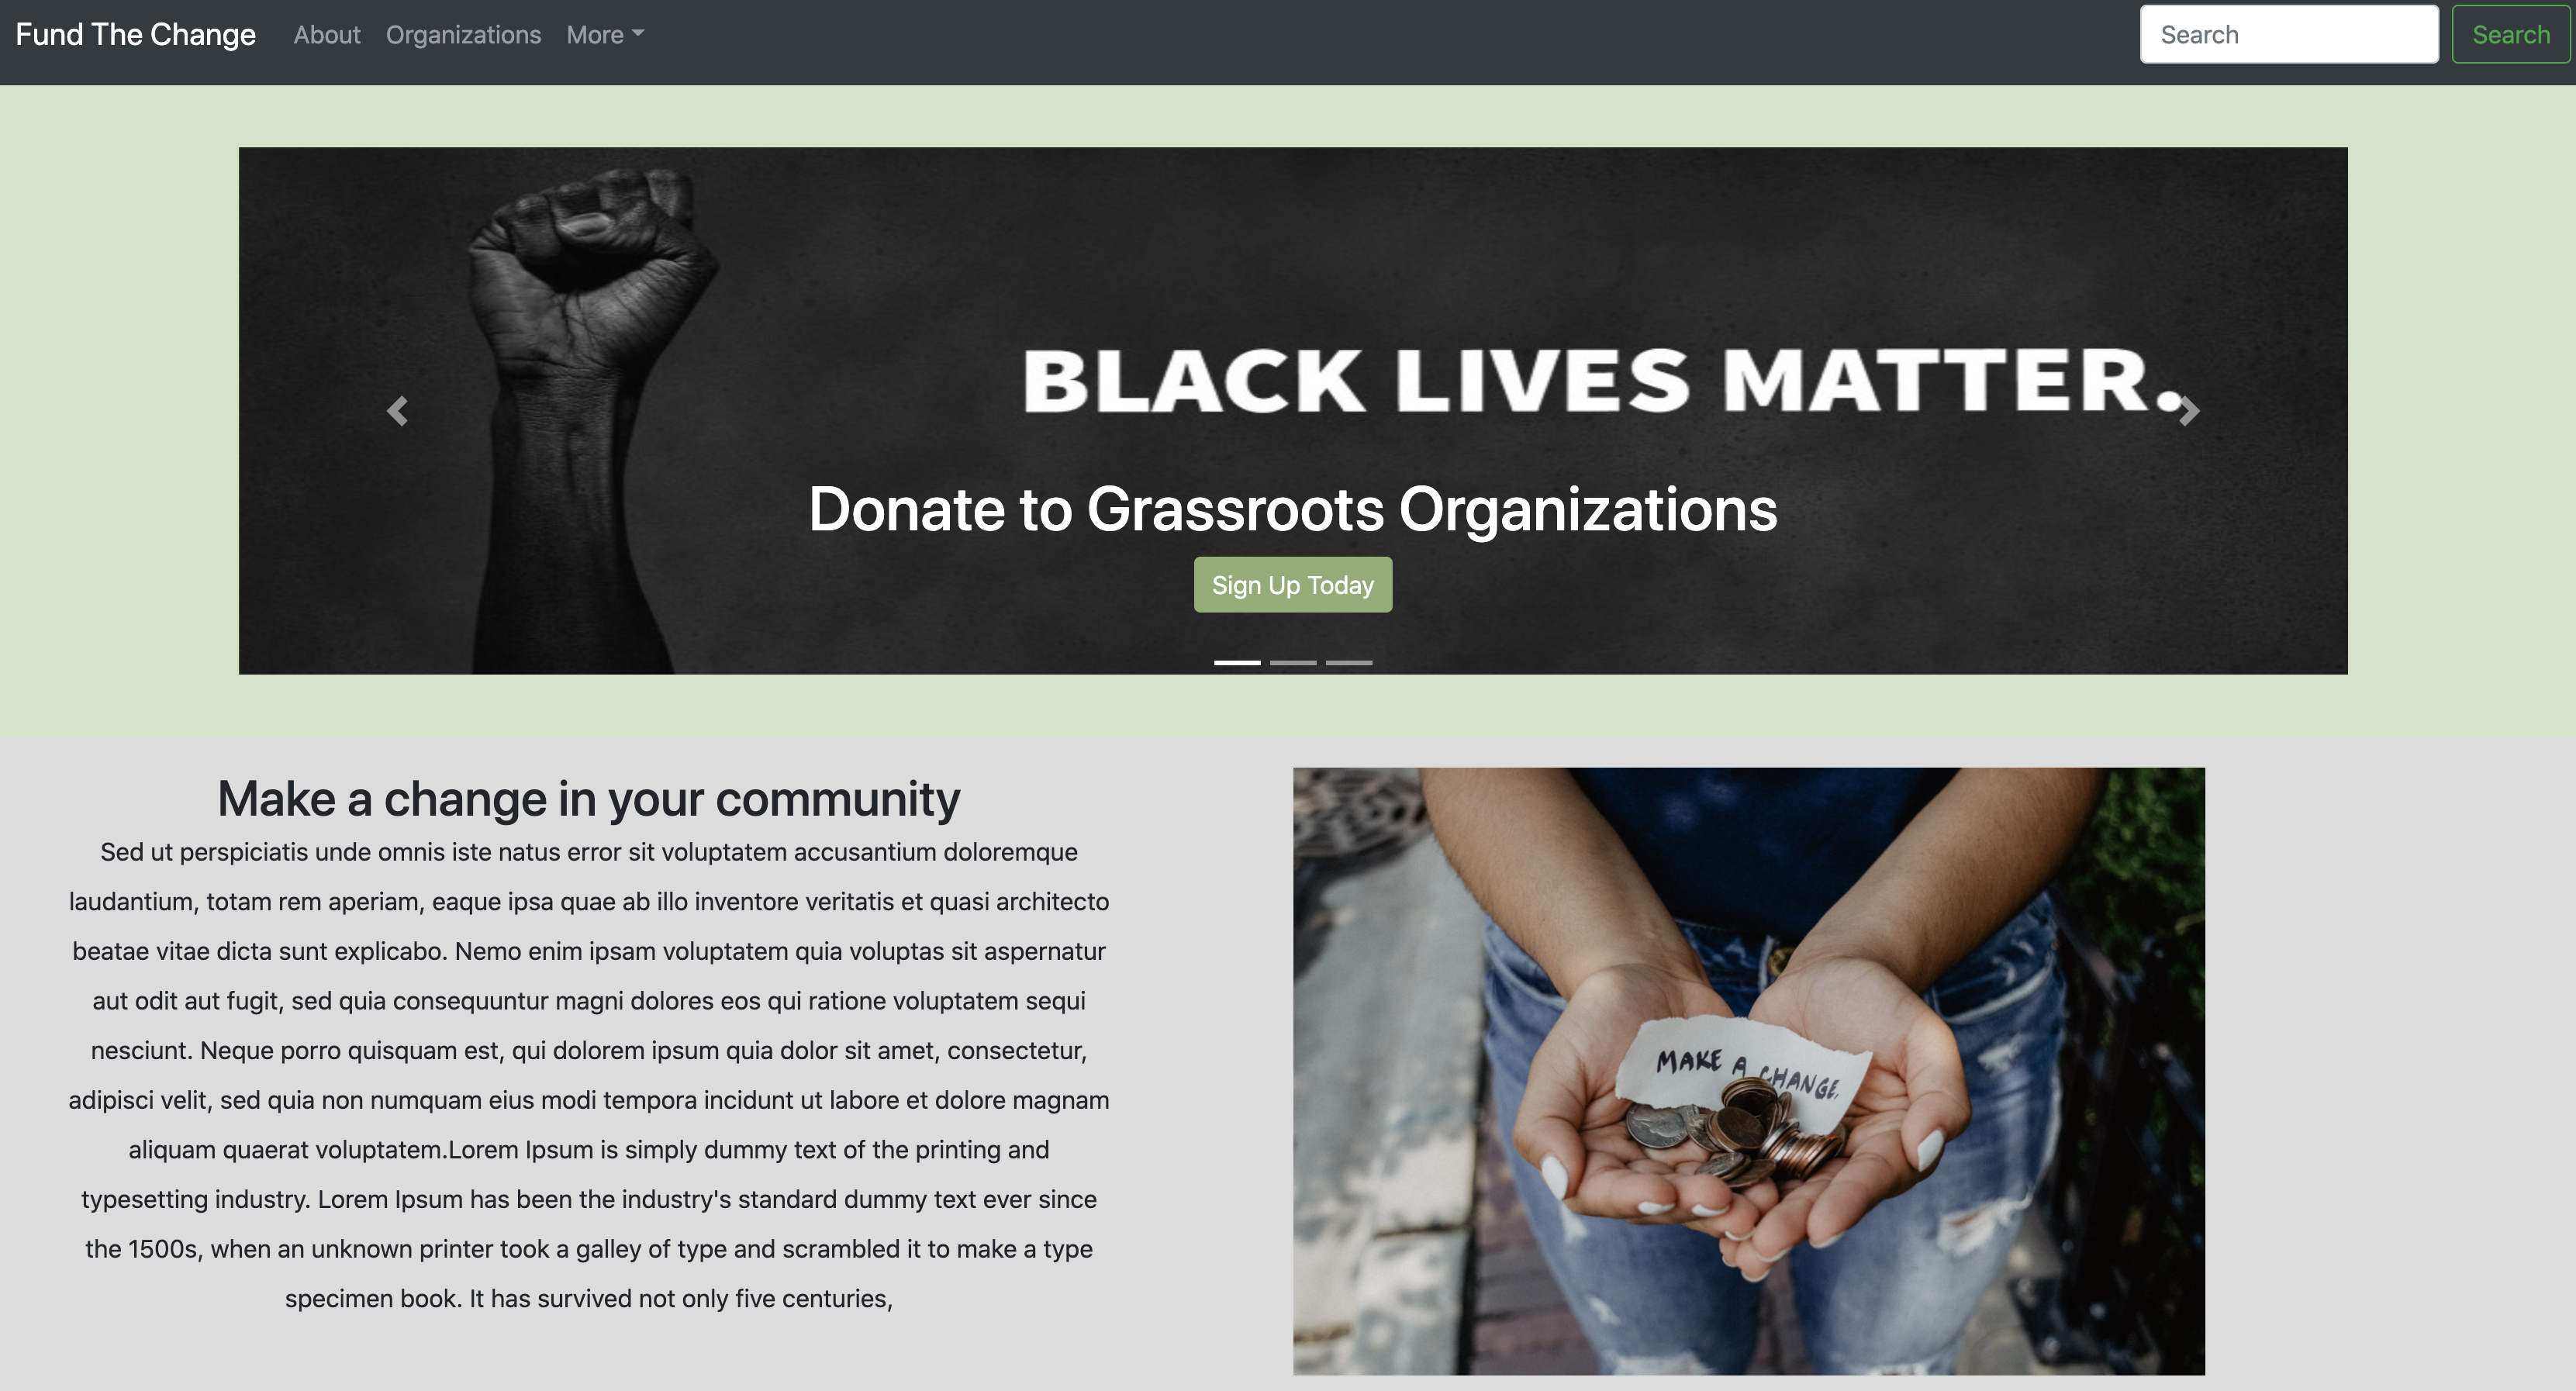 Fund The Change About Organizations More Search Search
BLACK LIVES MATTER.
Donate to Grassroots Organizations
Sign Up Today
Make a change in your community
Sed ut perspiciatis unde omnis iste natus error sit voluptatem accusantium doloremque
laudantium, totam rem aperiam, eaque ipsa quae ab illo inventore veritatis et quasi architecto
beatae vitae dicta sunt explicabo. Nemo enim ipsam voluptatem quia voluptas sit aspernatur
aut odit aut fugit, sed quia consequuntur magni dolores eos qui ratione voluptatem sequi
nesciunt. Neque porro quisquam est, qui dolorem ipsum quia dolor sit amet, consectetur,
adipisci velit, sed quia non numquam eius modi tempora incidunt ut labore et dolore magnam
aliquam quaerat voluptatem.Lorem Ipsum is simply dummy text of the printing and
typesetting industry. Lorem Ipsum has been the industry's standard dummy text ever since
the 1500s, when an unknown printer took a galley of type and scrambled it to make a type
specimen book. It has survived not only five centuries,
MAKE A CHANGE.